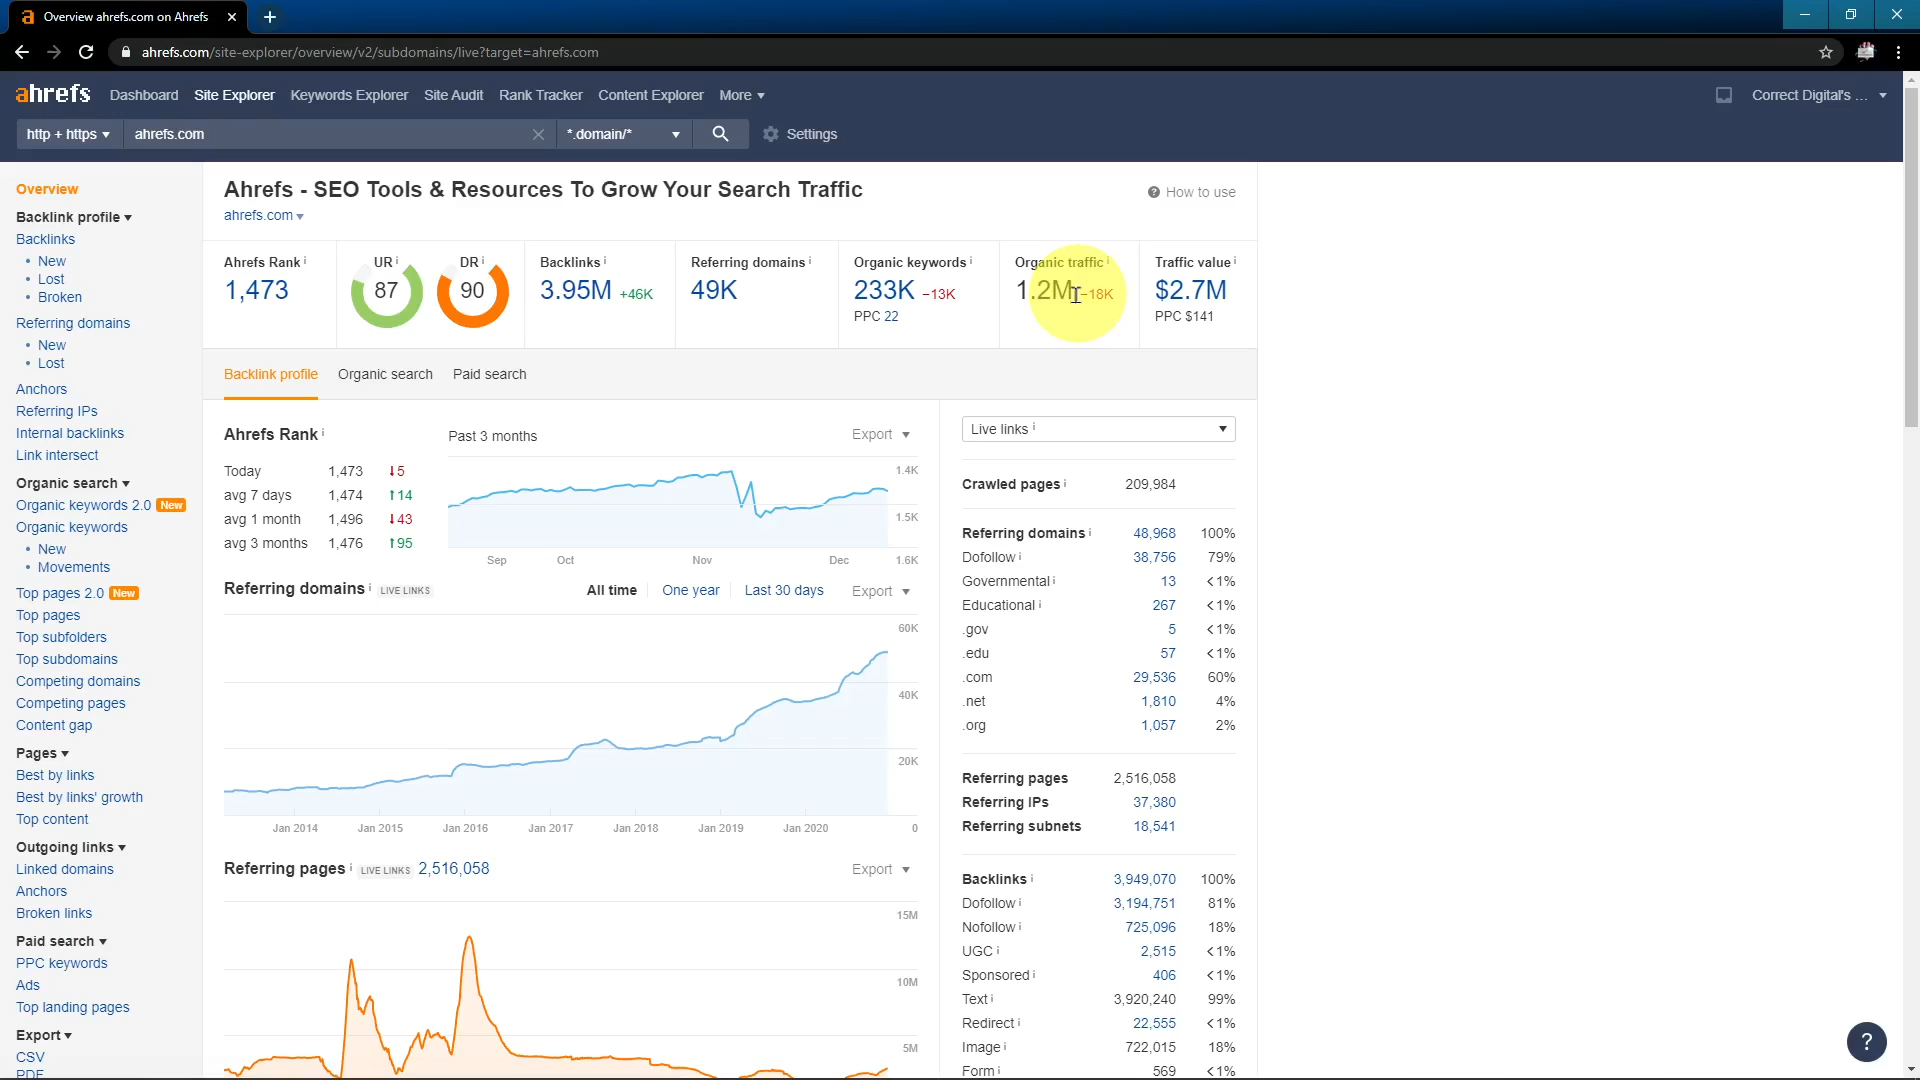 Overview ahrefs.com on Ahrefs
ahrefs.com/site-explorer/overview/v2/subdomains/live?target=ahrefs.com
ahrefs Dashboard Site Explorer Keywords Explorer Site Audit Rank Tracker Content Explorer More Correct Digital's ...
http + https ahrefs.com *.domain/* Settings
Overview
Backlink profile
Backlinks
• New
• Lost
• Broken
Referring domains
• New
• Lost
Anchors
Referring IPs
Internal backlinks
Link intersect
Organic search
Organic keywords 2.0 New
Organic keywords
• New
• Movements
Top pages 2.0 New
Top pages
Top subfolders
Top subdomains
Competing domains
Competing pages
Content gap
Pages
Best by links
Best by links' growth
Top content
Outgoing links
Linked domains
Anchors
Broken links
Paid search
PPC keywords
Ads
Top landing pages
Export
CSV
PDF
Ahrefs - SEO Tools & Resources To Grow Your Search Traffic
How to use
ahrefs.com
Ahrefs Rank i
1,473
UR i
87
DR i
90
Backlinks i
3.95M +46K
Referring domains i
49K
Organic keywords i
233K -13K
PPC 22
Organic traffic i
1.2M -18K
Traffic value i
$2.7M
PPC $141
Backlink profile Organic search Paid search
Ahrefs Rank i
Past 3 months
Export
Today 1,473 ↓5
avg 7 days 1,474 ↑14
avg 1 month 1,496 ↓43
avg 3 months 1,476 ↑95
1.4K
1.5K
1.6K
Sep Oct Nov Dec
Referring domains i LIVE LINKS
All time One year Last 30 days Export
60K
40K
20K
0
Jan 2014 Jan 2015 Jan 2016 Jan 2017 Jan 2018 Jan 2019 Jan 2020
Referring pages i LIVE LINKS 2,516,058
Export
15M
10M
5M
Live links i
Crawled pages i 209,984
Referring domains i 48,968 100%
Dofollow i 38,756 79%
Governmental i 13 <1%
Educational i 267 <1%
.gov 5 <1%
.edu 57 <1%
.com 29,536 60%
.net 1,810 4%
.org 1,057 2%
Referring pages 2,516,058
Referring IPs 37,380
Referring subnets 18,541
Backlinks i 3,949,070 100%
Dofollow i 3,194,751 81%
Nofollow i 725,096 18%
UGC i 2,515 <1%
Sponsored i 406 <1%
Text i 3,920,240 99%
Redirect i 22,555 <1%
Image i 722,015 18%
Form i 569 <1%
?